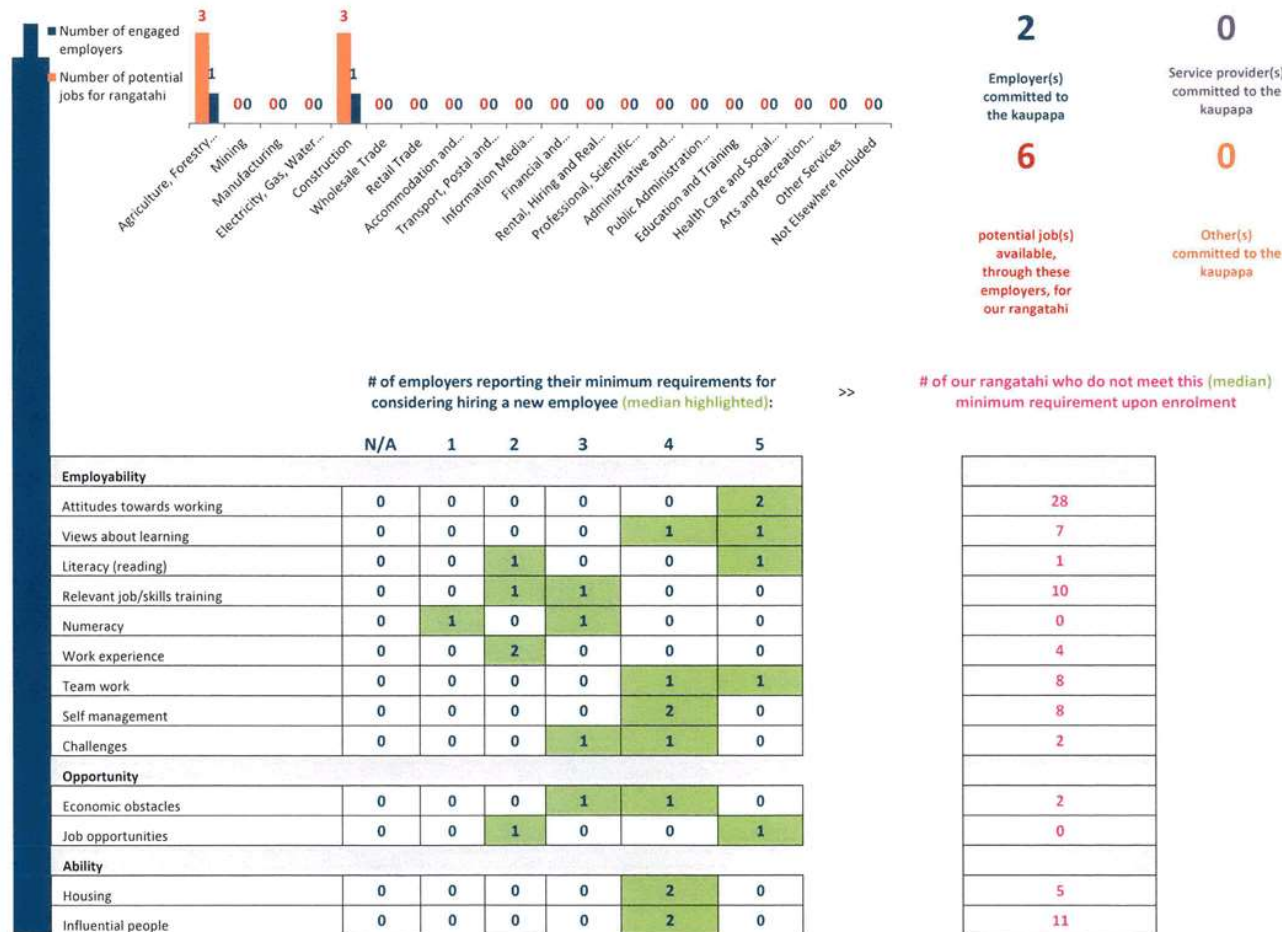 Number of engaged
employers
Number of potential
jobs for rangatahi
3 1 00 00 00 3 1 00 00 00 00 00 00 00 00 00 00 00 00 00 00
Agriculture, Forestry...
Mining
Manufacturing
Electricity, Gas, Water...
Construction
Wholesale Trade
Retail Trade
Accommodation and...
Transport, Postal and...
Information Media...
Financial and...
Rental, Hiring and Real...
Professional, Scientific...
Administrative and...
Public Administration...
Education and Training
Health Care and Social...
Arts and Recreation...
Other Services
Not Elsewhere Included
2
Employer(s)
committed to
the kaupapa
0
Service provider(s)
committed to the
kaupapa
6
potential job(s)
available,
through these
employers, for
our rangatahi
0
Other(s)
committed to the
kaupapa
# of employers reporting their minimum requirements for
considering hiring a new employee (median highlighted):
>>
# of our rangatahi who do not meet this (median)
minimum requirement upon enrolment
N/A 1 2 3 4 5
Employability
Attitudes towards working 0 0 0 0 0 2 28
Views about learning 0 0 0 0 1 1 7
Literacy (reading) 0 0 1 0 0 1 1
Relevant job/skills training 0 0 1 1 0 0 10
Numeracy 0 1 0 1 0 0 0
Work experience 0 0 2 0 0 0 4
Team work 0 0 0 0 1 1 8
Self management 0 0 0 0 2 0 8
Challenges 0 0 0 1 1 0 2
Opportunity
Economic obstacles 0 0 0 1 1 0 2
Job opportunities 0 0 1 0 0 1 0
Ability
Housing 0 0 0 0 2 0 5
Influential people 0 0 0 0 2 0 11